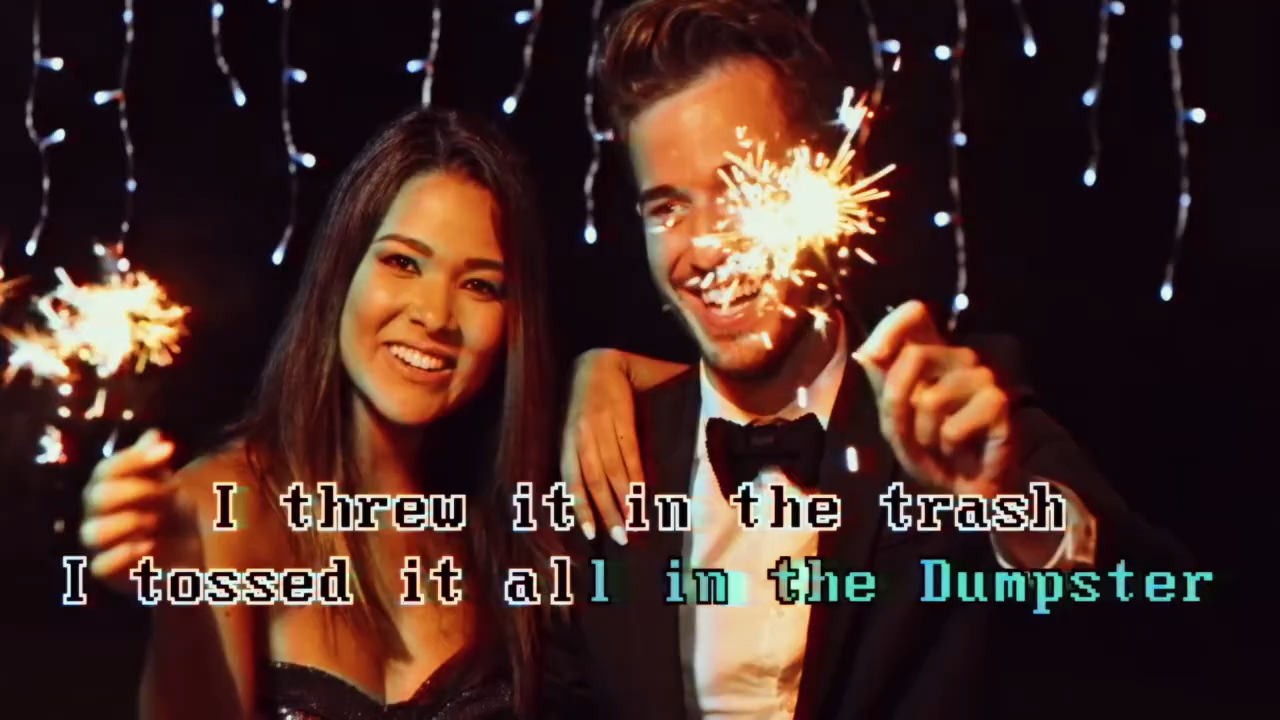 I threw it in the trash
I tossed it all in the Dumpster